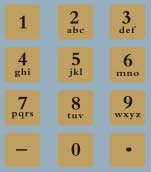 1 2 3
abc def
4 5 6
ghi jkl mno
7 8 9
pqrs tuv wxyz
– 0 •